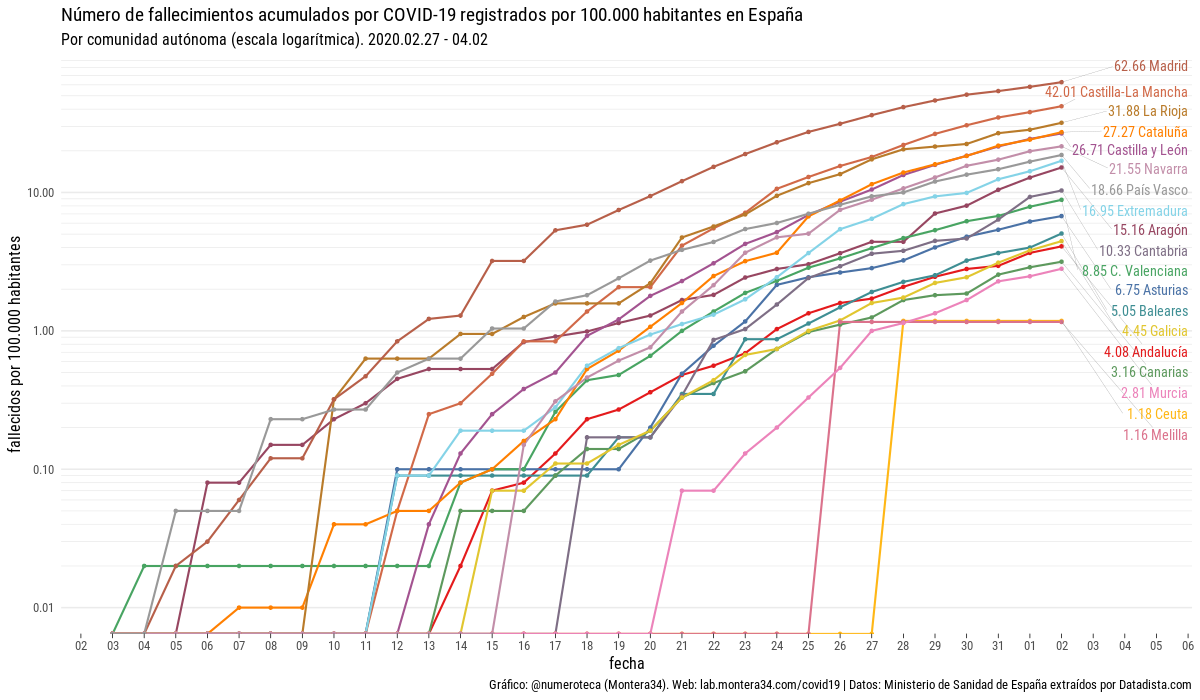 Número de fallecimientos acumulados por COVID-19 registrados por 100.000 habitantes en España
Por comunidad autónoma (escala logarítmica). 2020.02.27 - 04.02
fallecidos por 100.000 habitantes
10.00
1.00
0.10
0.01
62.66 Madrid
42.01 Castilla-La Mancha
31.88 La Rioja
27.27 Cataluña
26.71 Castilla y León
21.55 Navarra
18.66 País Vasco
16.95 Extremadura
15.16 Aragón
10.33 Cantabria
8.85 C. Valenciana
6.75 Asturias
5.05 Baleares
4.45 Galicia
4.08 Andalucía
3.16 Canarias
2.81 Murcia
1.18 Ceuta
1.16 Melilla
02 03 04 05 06 07 08 09 10 11 12 13 14 15 16 17 18 19 20 21 22 23 24 25 26 27 28 29 30 31 01 02 03 04 05 06
fecha
Gráfico: @numeroteca (Montera34). Web: lab.montera34.com/covid19 | Datos: Ministerio de Sanidad de España extraídos por Datadista.com